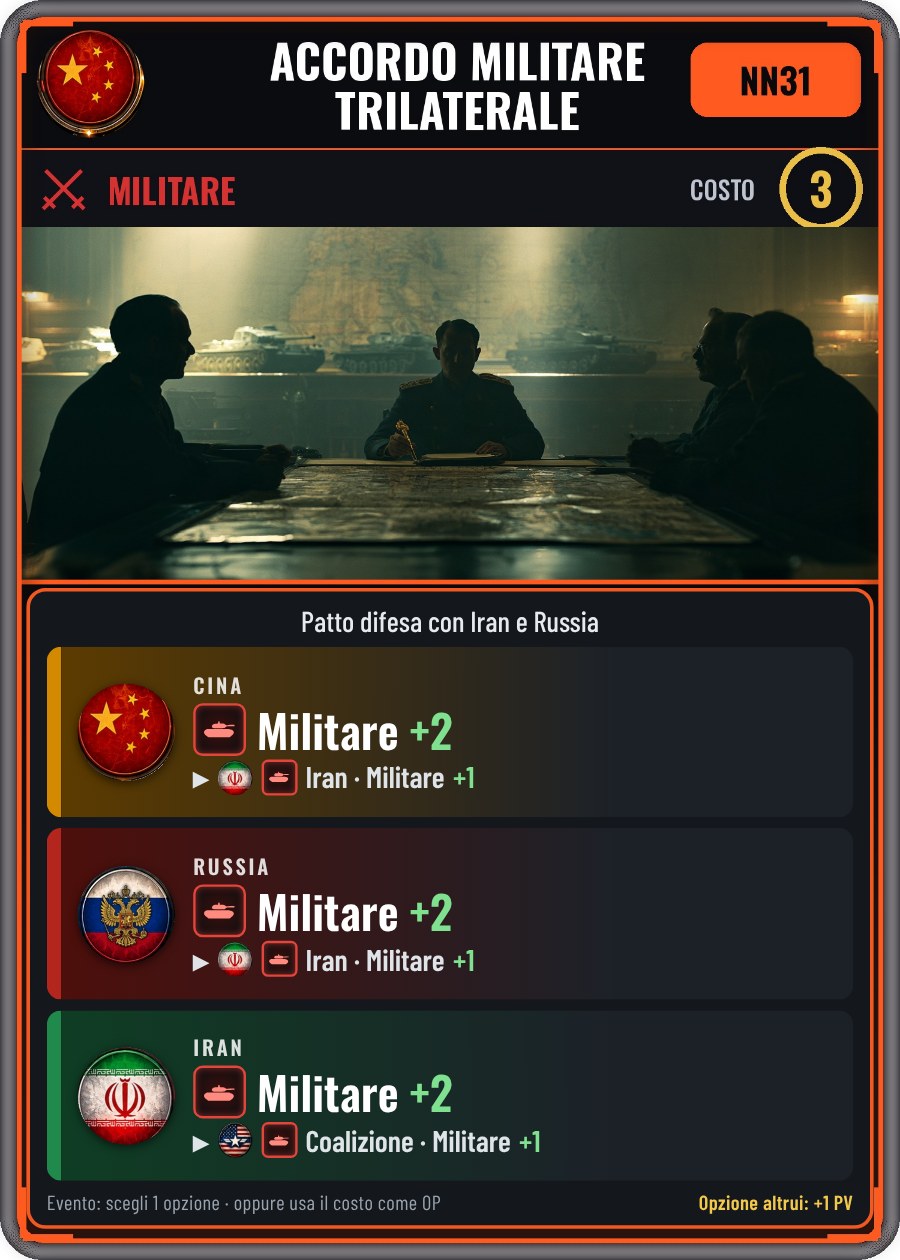 ACCORDO MILITARE
TRILATERALE
NN31
MILITARE
COSTO
3
Patto difesa con Iran e Russia
CINA
Militare +2
▶ Iran · Militare +1
RUSSIA
Militare +2
▶ Iran · Militare +1
IRAN
Militare +2
▶ Coalizione · Militare +1
Evento: scegli 1 opzione · oppure usa il costo come OP
Opzione altrui: +1 PV